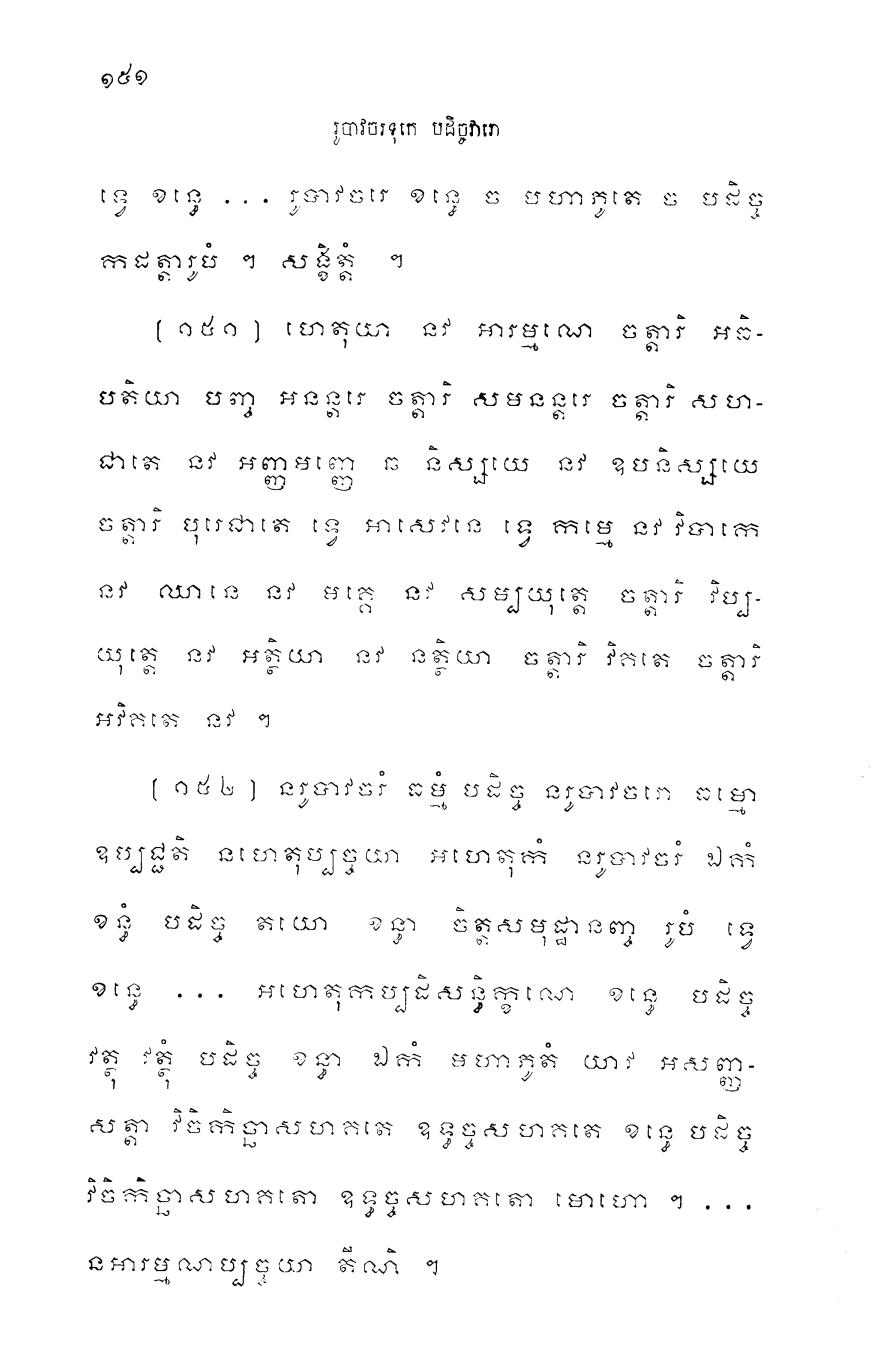 ១៥១
រូបាវចរទុកេ បដិច្ចវារោ
ទ្វេ ខន្ធេ ... រូបាវចរេ ខន្ធេ ច មហាភូតេ ច បដិច្ច
កដត្តារូបំ ។ សង្ខិត្តំ ។
(១៥១) ហេតុយា នវ អារម្មណេ ចត្តារិ អធិ-
បតិយា បញ្ច អនន្តរេ ចត្តារិ សមនន្តរេ ចត្តារិ សហ-
ជាតេ នវ អញ្ញមញ្ញេ ឆ និស្សយេ នវ ឧបនិស្សយេ
ចត្តារិ បុរេជាតេ ទ្វេ អាសេវនេ ទ្វេ កម្មេ នវ វិបាកេ
នវ ឈានេ នវ មគ្គេ នវ សម្បយុត្តេ ចត្តារិ វិប្ប-
យុត្តេ នវ អត្ថិយា នវ នត្ថិយា ចត្តារិ វិគតេ ចត្តារិ
អវិគតេ នវ ។
(១៥២) នរូបាវចរំ ធម្មំ បដិច្ច នរូបាវចរោ ធម្មោ
ឧប្បជ្ជតិ នហេតុប្បច្ចយា អហេតុកំ នរូបាវចរំ ឯកំ
ខន្ធំ បដិច្ច តយោ ខន្ធា ចិត្តសមុដ្ឋានញ្ច រូបំ ទ្វេ
ខន្ធេ ... អហេតុកប្បដិសន្ធិក្ខណេ ខន្ធេ បដិច្ច
វត្ថុ វត្ថុំ បដិច្ច ខន្ធា ឯកំ មហាភូតំ យាវ អសញ្ញ-
សត្តា វិចិកិច្ឆាសហគតេ ឧទ្ធច្ចសហគតេ ខន្ធេ បដិច្ច
វិចិកិច្ឆាសហគតោ ឧទ្ធច្ចសហគតោ មោហោ ។ ...
នអារម្មណប្បច្ចយា តីណិ ។